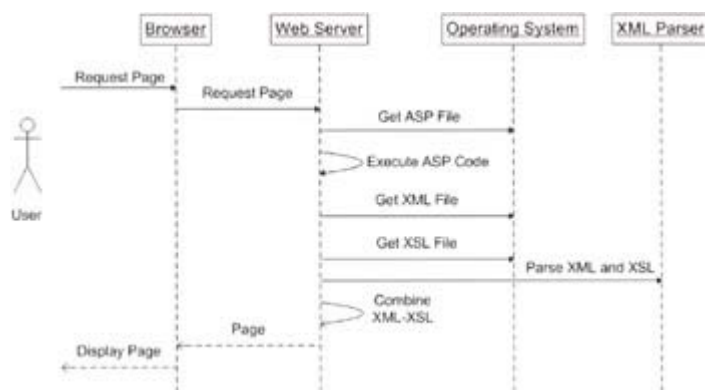 Browser
Web Server
Operating System
XML Parser
Request Page
Request Page
Get ASP File
Execute ASP Code
User
Get XML File
Get XSL File
Parse XML and XSL
Combine
XML-XSL
Page
Display Page